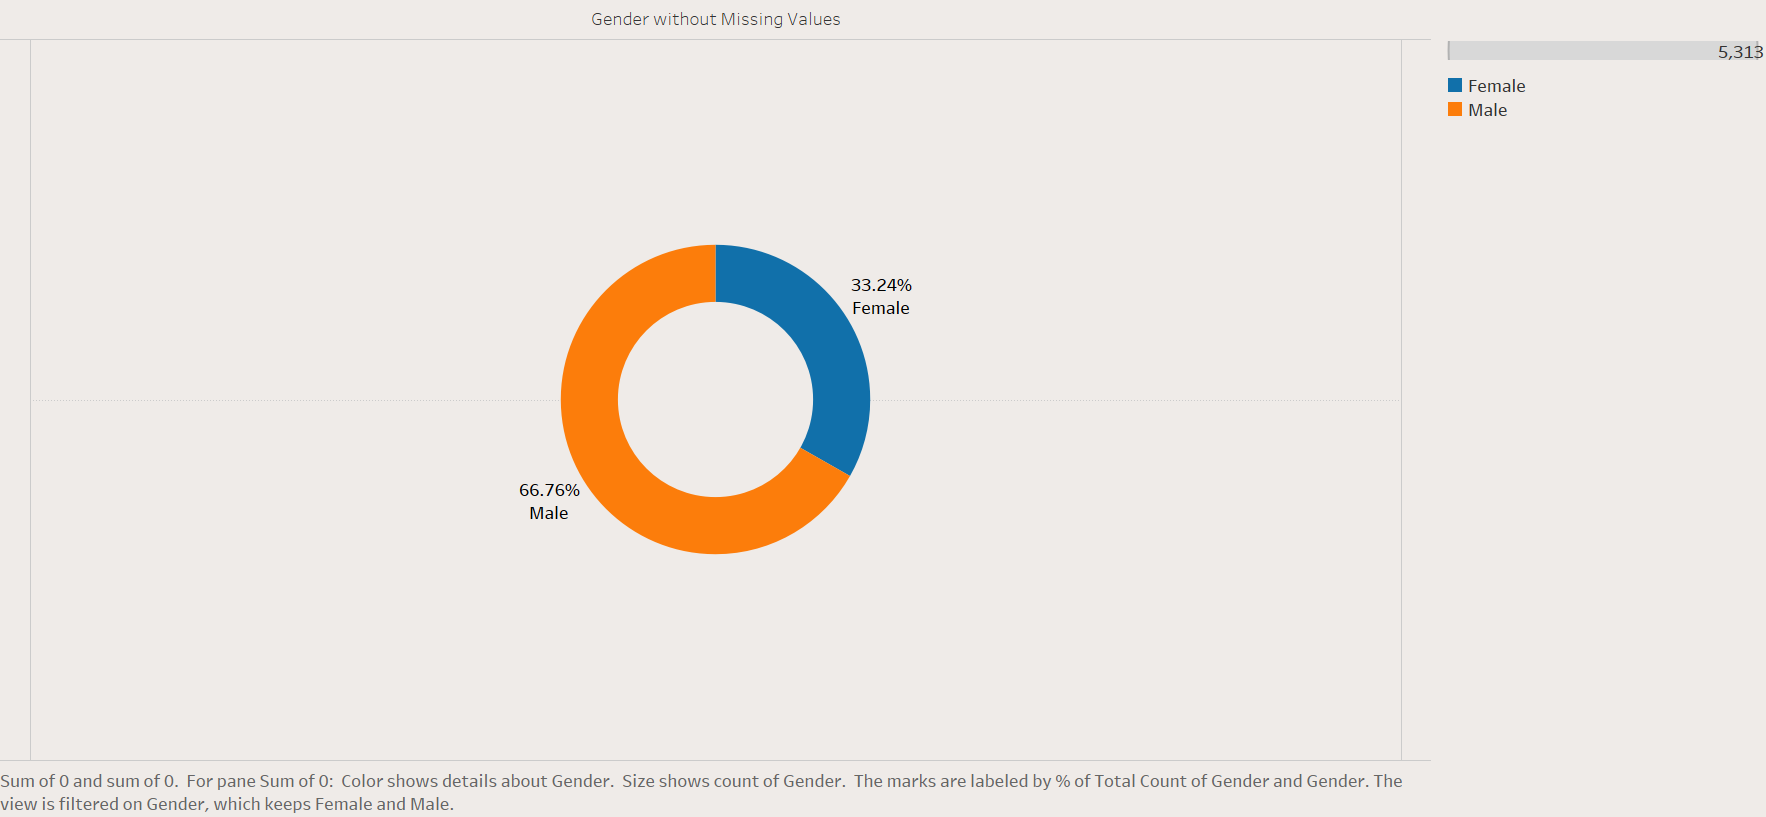 Gender without Missing Values
5,313
Female
Male
33.24%
Female
66.76%
Male
Sum of 0 and sum of 0.  For pane Sum of 0:  Color shows details about Gender.  Size shows count of Gender.  The marks are labeled by % of Total Count of Gender and Gender. The
view is filtered on Gender, which keeps Female and Male.